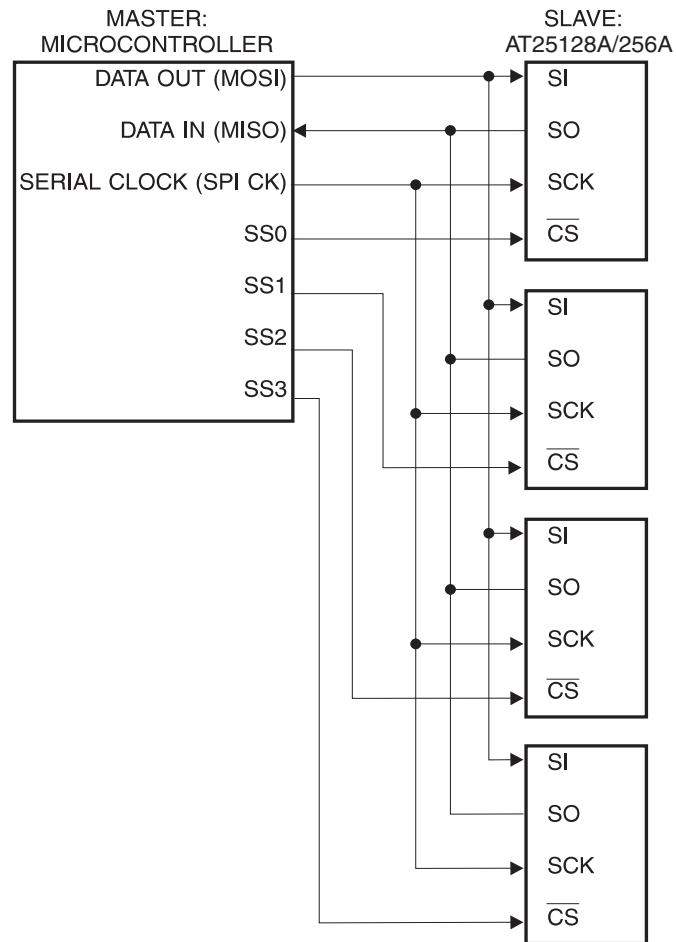 MASTER:
MICROCONTROLLER
DATA OUT (MOSI)
DATA IN (MISO)
SERIAL CLOCK (SPI CK)
SS0
SS1
SS2
SS3
SLAVE:
AT25128A/256A
SI
SO
SCK
CS
SI
SO
SCK
CS
SI
SO
SCK
CS
SI
SO
SCK
CS